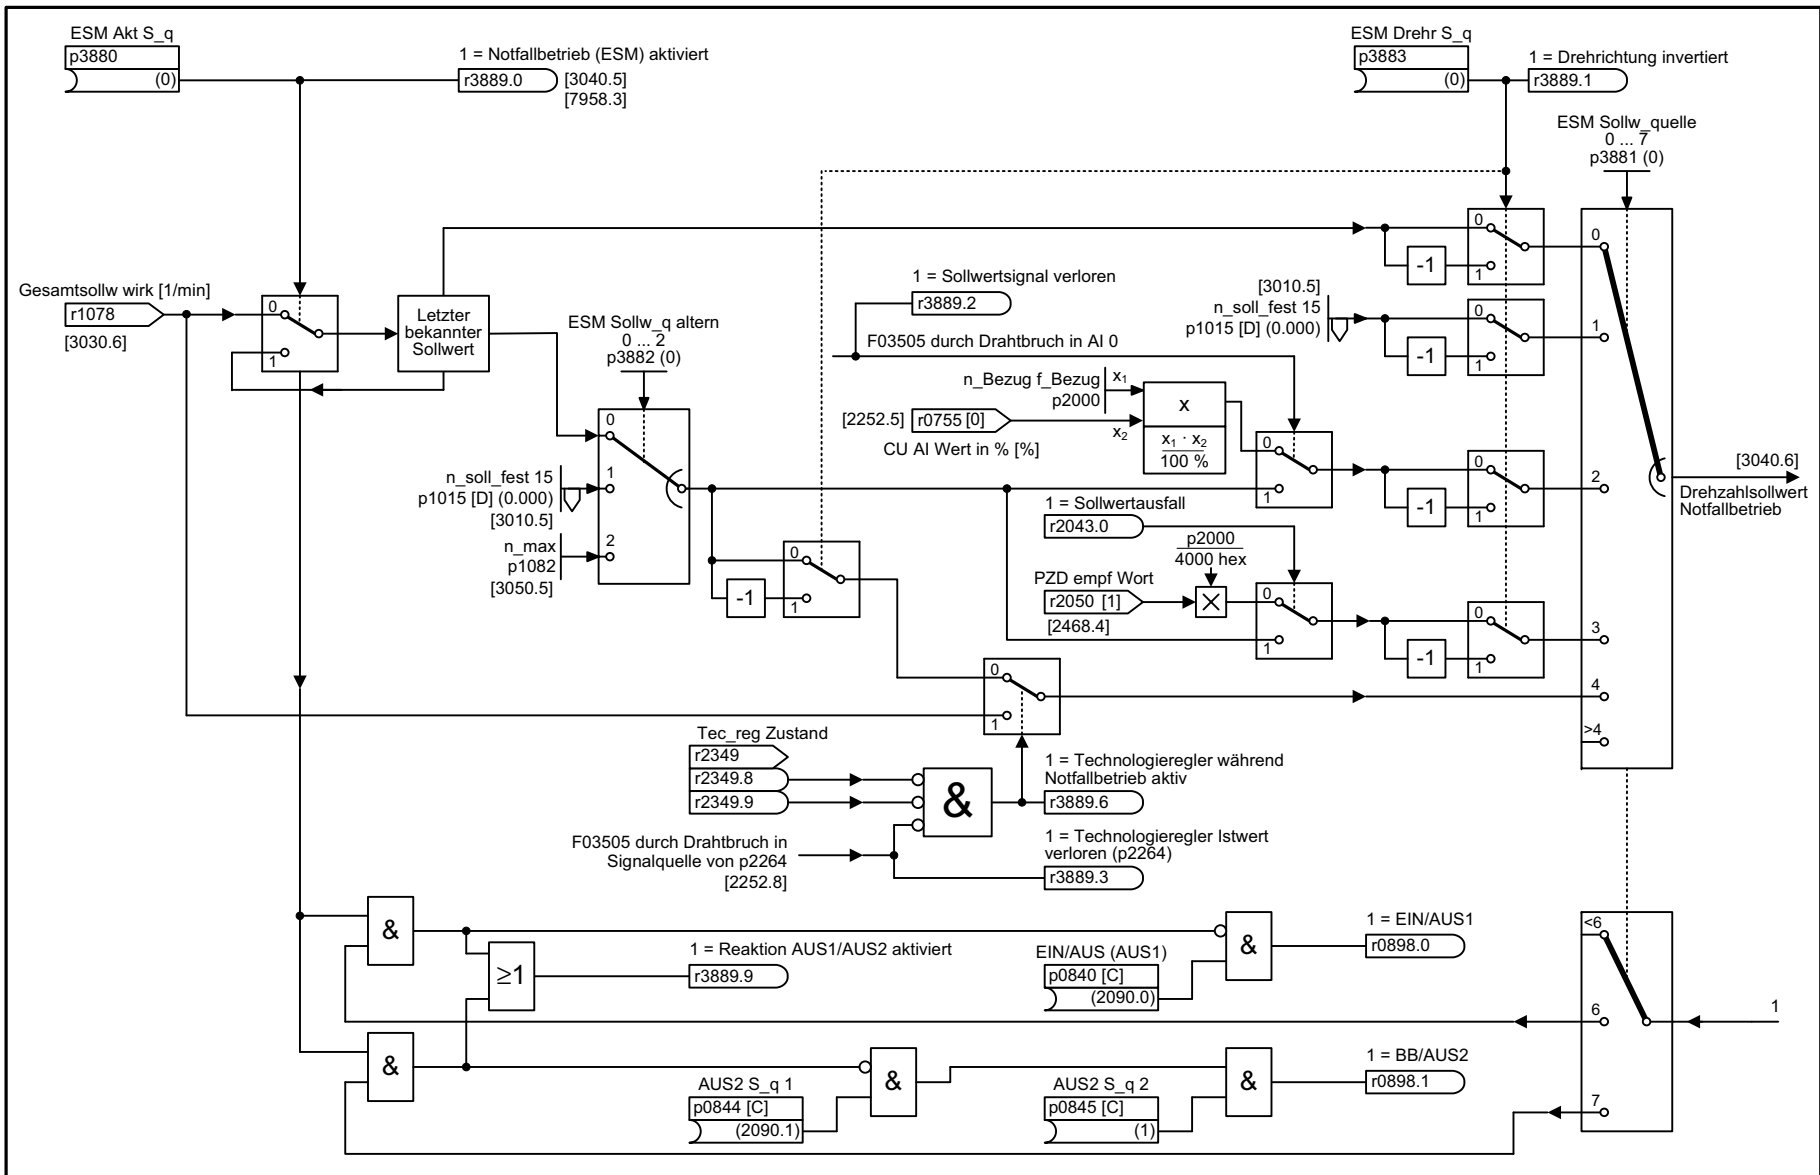 ESM Akt S_q
p3880
(0)
1 = Notfallbetrieb (ESM) aktiviert
r3889.0
[3040.5]
[7958.3]
ESM Drehr S_q
p3883
(0)
1 = Drehrichtung invertiert
r3889.1
ESM Sollw_quelle
0 ... 7
p3881 (0)
Gesamtsollw wirk [1/min]
r1078
[3030.6]
0
1
Letzter
bekannter
Sollwert
ESM Sollw_q altern
0 ... 2
p3882 (0)
0
1
2
n_soll_fest 15
p1015 [D] (0.000)
[3010.5]
n_max
p1082
[3050.5]
1 = Sollwertsignal verloren
r3889.2
F03505 durch Drahtbruch in AI 0
n_Bezug f_Bezug
p2000
x1
[2252.5]
r0755 [0]
x2
CU AI Wert in % [%]
x
x1 · x2
100 %
0
1
[3010.5]
n_soll_fest 15
p1015 [D] (0.000)
0
-1
1
0
-1
1
0
-1
1
0
-1
1
0
1
2
3
4
>4
[3040.6]
Drehzahlsollwert
Notfallbetrieb
1 = Sollwertausfall
r2043.0
p2000
4000 hex
PZD empf Wort
r2050 [1]
[2468.4]
0
1
-1
0
1
0
1
Tec_reg Zustand
r2349
r2349.8
r2349.9
&
1 = Technologieregler während
Notfallbetrieb aktiv
r3889.6
F03505 durch Drahtbruch in
Signalquelle von p2264
[2252.8]
1 = Technologieregler Istwert
verloren (p2264)
r3889.3
&
≥1
1 = Reaktion AUS1/AUS2 aktiviert
r3889.9
EIN/AUS (AUS1)
p0840 [C]
(2090.0)
&
1 = EIN/AUS1
r0898.0
<6
6
7
1
&
AUS2 S_q 1
p0844 [C]
(2090.1)
&
AUS2 S_q 2
p0845 [C]
(1)
&
1 = BB/AUS2
r0898.1